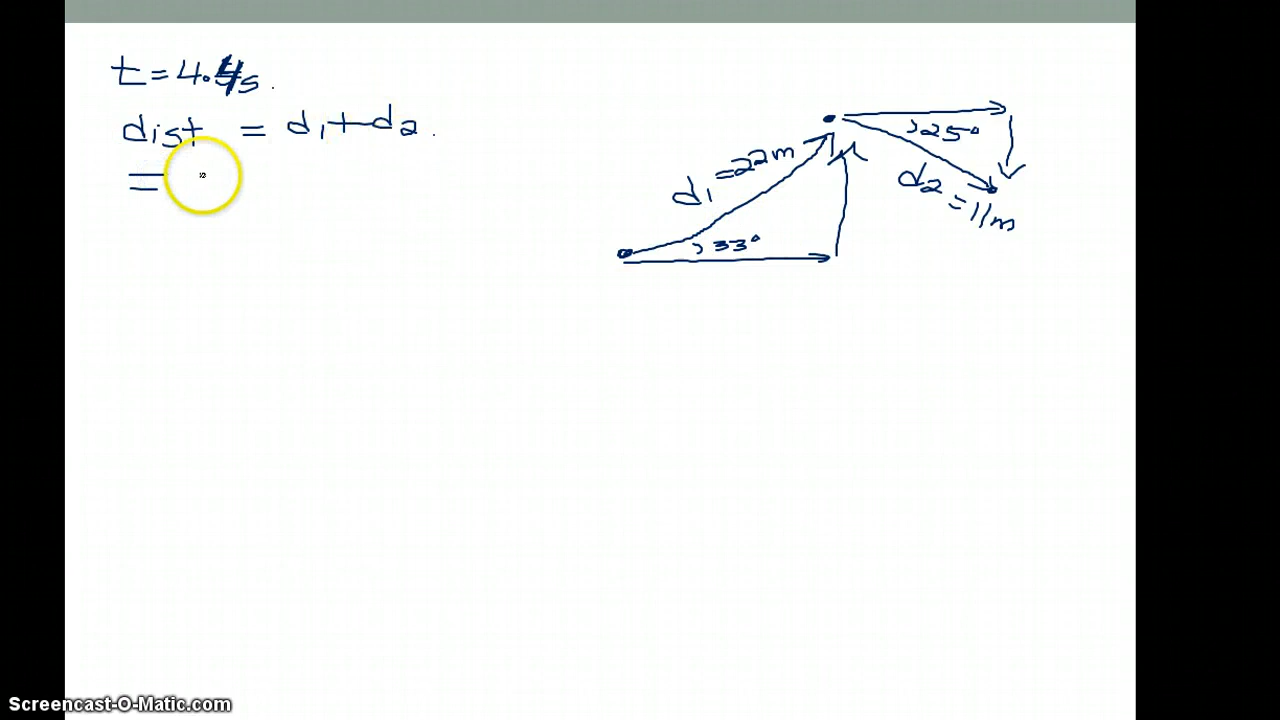 t = 4.4s.
dist = d₁ + d₂.
=
d₁ = 22m
33°
25°
d₂ = 11m
Screencast-O-Matic.com